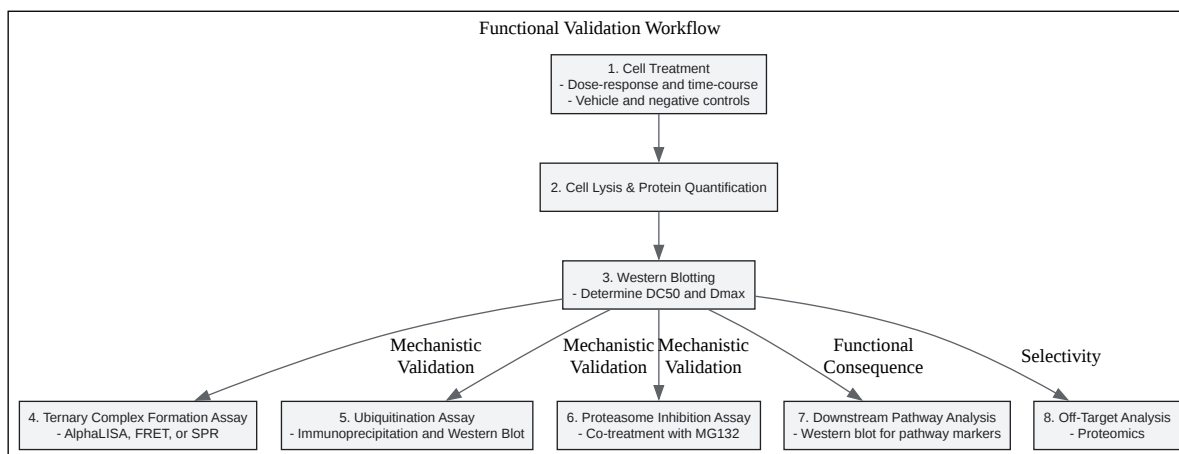 Functional Validation Workflow
1. Cell Treatment
- Dose-response and time-course
- Vehicle and negative controls
2. Cell Lysis & Protein Quantification
3. Western Blotting
- Determine DC50 and Dmax
Mechanistic
Validation
Mechanistic
Validation
Mechanistic
Validation
Functional
Consequence
Selectivity
4. Ternary Complex Formation Assay
- AlphaLISA, FRET, or SPR
5. Ubiquitination Assay
- Immunoprecipitation and Western Blot
6. Proteasome Inhibition Assay
- Co-treatment with MG132
7. Downstream Pathway Analysis
- Western blot for pathway markers
8. Off-Target Analysis
- Proteomics